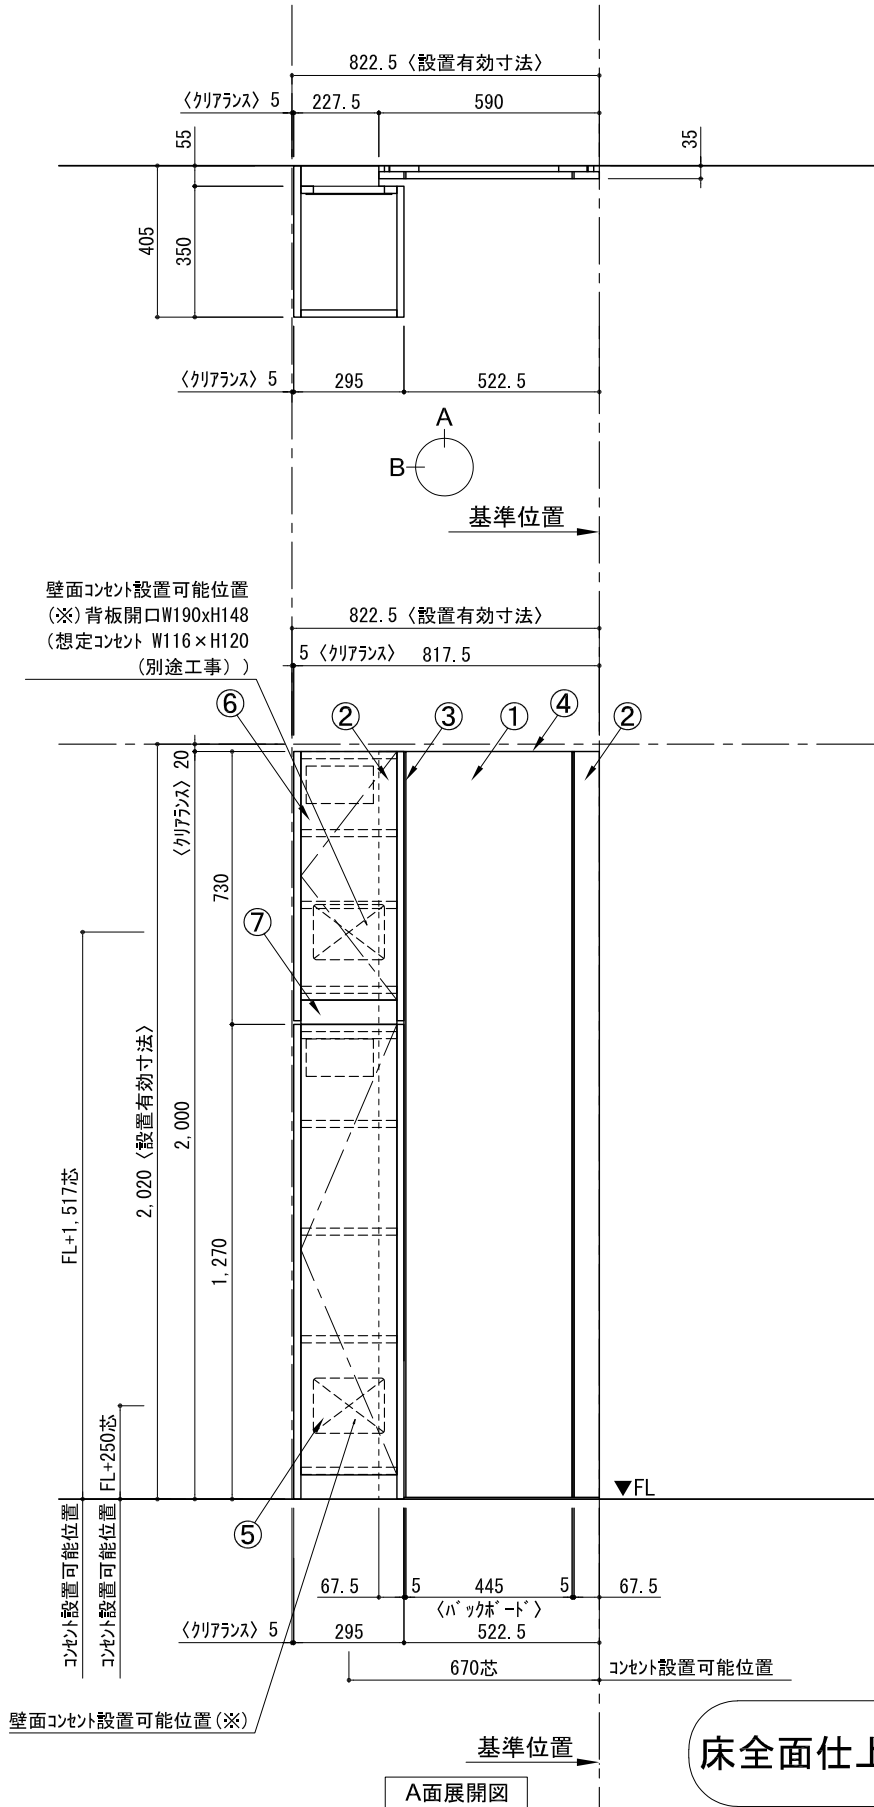 822.5〈設置有効寸法〉
〈クリアランス〉5
227.5
590
55
35
405
350
〈クリアランス〉5
295
522.5
A
B
基準位置
壁面コンセント設置可能位置
(※)背板開口W190xH148
(想定コンセント W116×H120
(別途工事))
822.5〈設置有効寸法〉
5〈クリアランス〉
817.5
⑥
②
③
①
④
②
〈クリアランス〉20
730
⑦
FL+1,517芯
2,020〈設置有効寸法〉
2,000
1,270
FL+250芯
▼FL
コンセント設置可能位置
コンセント設置可能位置
⑤
67.5
5
445
5
67.5
〈バックボード〉
〈クリアランス〉5
295
522.5
670芯
コンセント設置可能位置
壁面コンセント設置可能位置(※)
基準位置
床全面仕上
A面展開図